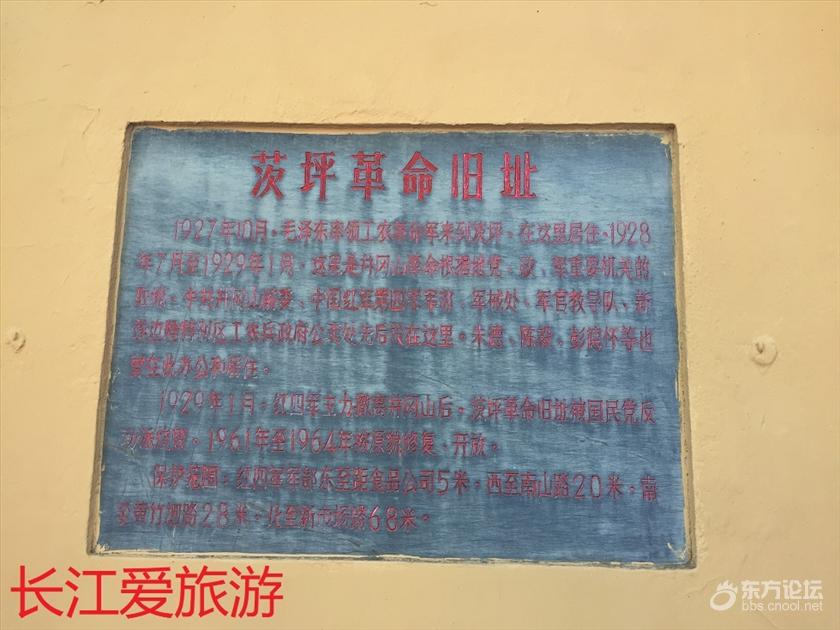 茨坪革命旧址
1927年10月，毛泽东率领工农革命军来到茨坪、在这里居住。1928
年7月至1929年1月，这里是井冈山革命根据地党、政、军重要机关的
中共井冈山前委、中国红军第四军军部、军械处、军官教导队、新
遂边陲特别区工农兵政府公卖处先后设在这里。朱德、陈毅、彭德怀等也
曾在此办公和居住。
1929年1月，红四军主力撤离井冈山后，茨坪革命旧址被国民党反
动派烧毁。1961年至1964年按原貌修复、开放。
保护范围：红四军军部东至距食品公司5米，西至南山路20米，南
至黄竹坳路28米，北至新市场路68米。
长江爱旅游
东方论坛
bbs.cnool.net